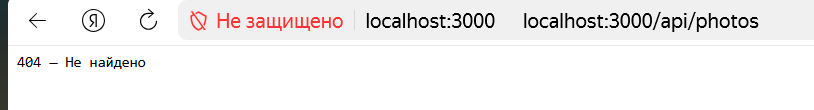 Я Не защищено localhost:3000 localhost:3000/api/photos
404 — Не найдено